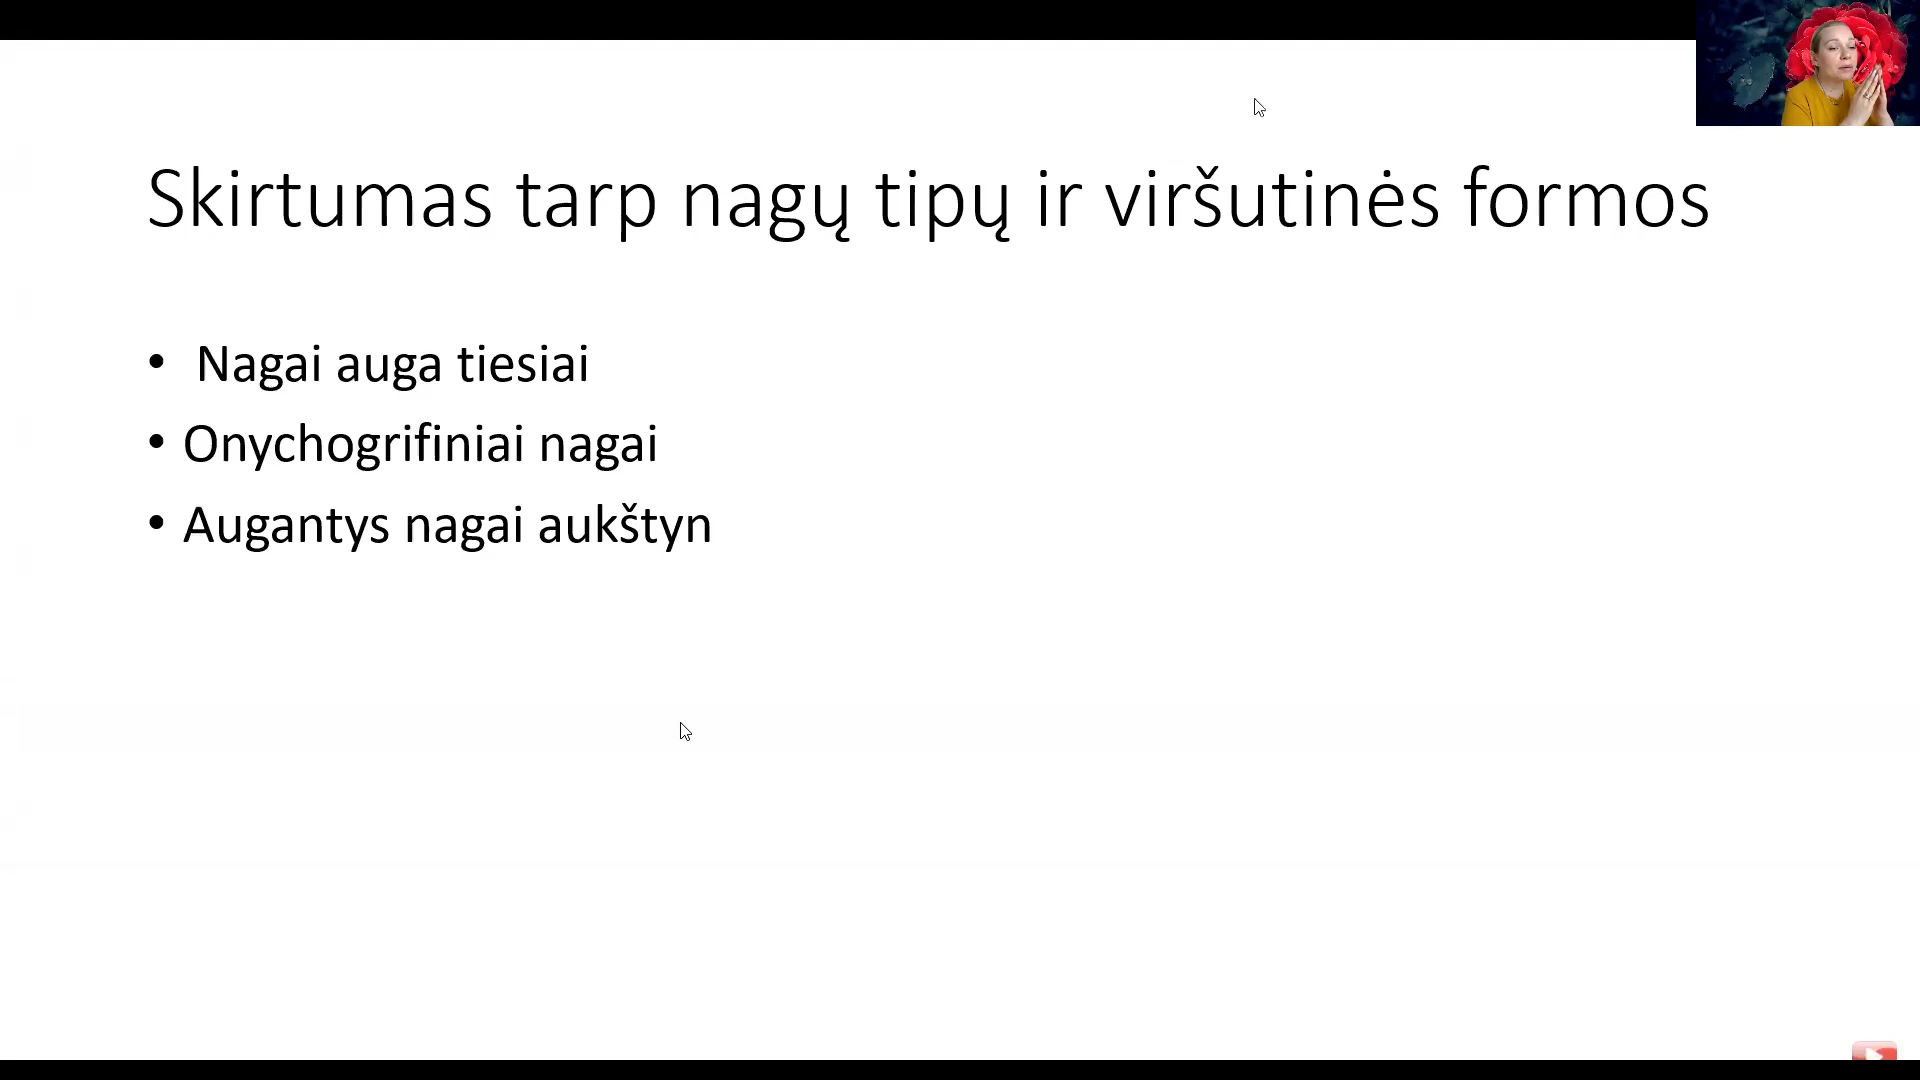 Skirtumas tarp nagų tipų ir viršutinės formos
• Nagai auga tiesiai
• Onychogrifiniai nagai
• Augantys nagai aukštyn